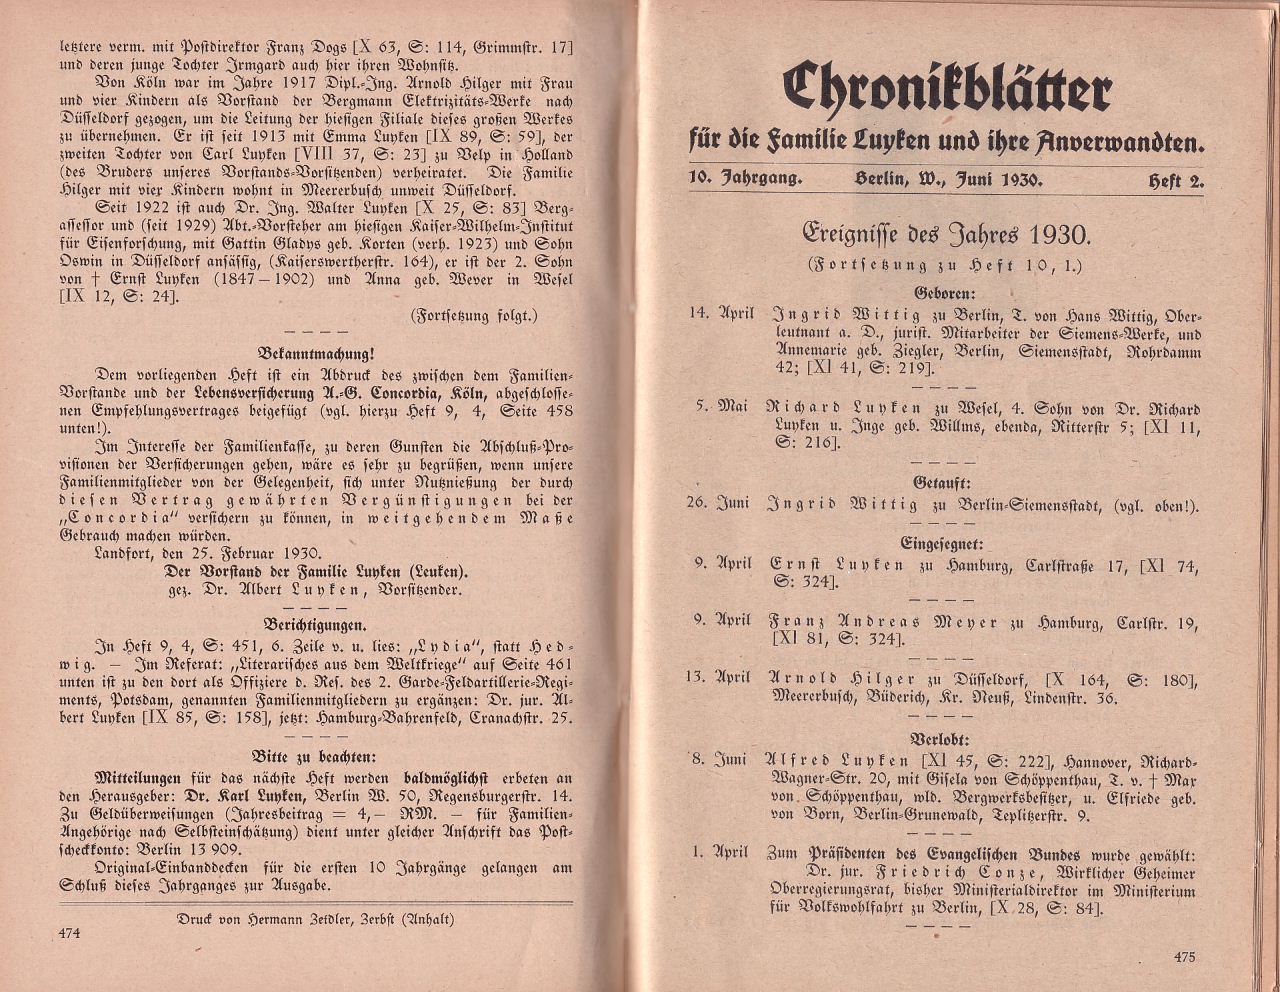 letztere verm. mit Postdirektor Franz Dogs [X 63, S: 114, Grimmstr. 17]
und deren junge Tochter Irmgard auch hier ihren Wohnsitz.
Von Köln war im Jahre 1917 Dipl.-Ing. Arnold Hilger mit Frau
und vier Kindern als Vorstand der Bergmann Elektrizitäts-Werke nach
Düsseldorf gezogen, um die Leitung der hiesigen Filiale dieses großen Werkes
zu übernehmen. Er ist seit 1913 mit Emma Luyken [IX 89, S: 59], der
zweiten Tochter von Carl Luyken [VIII 37, S: 23] zu Velp in Holland
(des Bruders unseres Vorstands-Vorsitzenden) verheiratet. Die Familie
Hilger mit vier Kindern wohnt in Meererbusch unweit Düsseldorf.
Seit 1922 ist auch Dr. Ing. Walter Luyken [X 25, S: 83] Berg-
assessor und (seit 1929) Abt.-Vorsteher am hiesigen Kaiser-Wilhelm-Institut
für Eisenforschung, mit Gattin Gladys geb. Korten (verh. 1923) und Sohn
Oswin in Düsseldorf ansässig, (Kaiserswertherstr. 164), er ist der 2. Sohn
von † Ernst Luyken (1847–1902) und Anna geb. Wever in Wesel
[IX 12, S: 24].
(Fortsetzung folgt.)
Bekanntmachung!
Dem vorliegenden Heft ist ein Abdruck des zwischen dem Familien-
Vorstande und der Lebensversicherung A.-G. Concordia, Köln, abgeschlosse-
nen Empfehlungsvertrages beigefügt (vgl. hierzu Heft 9, 4, Seite 458
unten!).
Im Interesse der Familienkasse, zu deren Gunsten die Abschluß-Pro-
visionen der Versicherungen gehen, wäre es sehr zu begrüßen, wenn unsere
Familienmitglieder von der Gelegenheit, sich unter Nutznießung der durch
diesen Vertrag gewährten Vergünstigungen bei der
„Concordia“ versichern zu können, in weitgehendem Maße
Gebrauch machen würden.
Landfort, den 25. Februar 1930.
Der Vorstand der Familie Luyken (Leuken).
gez. Dr. Albert Luyken, Vorsitzender.
Berichtigungen.
In Heft 9, 4, S: 451, 6. Zeile v. u. lies: „Lydia“, statt Hed-
wig. – Im Referat: „Literarisches aus dem Weltkriege“ auf Seite 461
unten ist zu den dort als Offiziere d. Res. des 2. Garde-Feldartillerie-Regi-
ments, Potsdam, genannten Familienmitgliedern zu ergänzen: Dr. jur. Al-
bert Luyken [IX 85, S: 158], jetzt: Hamburg-Bahrenfeld, Cranachstr. 25.
Bitte zu beachten:
Mitteilungen für das nächste Heft werden baldmöglichst erbeten an
den Herausgeber: Dr. Karl Luyken, Berlin W. 50, Regensburgerstr. 14.
Zu Geldüberweisungen (Jahresbeitrag = 4,– RM. – für Familien-
Angehörige nach Selbsteinschätzung) dient unter gleicher Anschrift das Post-
scheckkonto: Berlin 13 909.
Original-Einbanddecken für die ersten 10 Jahrgänge gelangen am
Schluß dieses Jahrganges zur Ausgabe.
Druck von Hermann Zeidler, Zerbst (Anhalt)
474
Chronikblätter
für die Familie Luyken und ihre Anverwandten.
10. Jahrgang. Berlin, W., Juni 1930. Heft 2.
Ereignisse des Jahres 1930.
(Fortsetzung zu Heft 10, 1.)
Geboren:
14. April Ingrid Wittig zu Berlin, T. von Hans Wittig, Ober-
leutnant a. D., jurist. Mitarbeiter der Siemens-Werke, und
Annemarie geb. Ziegler, Berlin, Siemensstadt, Rohrdamm
42; [XI 41, S: 219].
5. Mai Richard Luyken zu Wesel, 4. Sohn von Dr. Richard
Luyken u. Inge geb. Willms, ebenda, Ritterstr 5; [XI 11,
S: 216].
Getauft:
26. Juni Ingrid Wittig zu Berlin-Siemensstadt, (vgl. oben!).
Eingesegnet:
9. April Ernst Luyken zu Hamburg, Carlstraße 17, [XI 74,
S: 324].
9. April Franz Andreas Meyer zu Hamburg, Carlstr. 19,
[XI 81, S: 324].
13. April Arnold Hilger zu Düsseldorf, [X 164, S: 180],
Meererbusch, Büderich, Kr. Neuß, Lindenstr. 36.
Verlobt:
8. Juni Alfred Luyken [XI 45, S: 222], Hannover, Richard-
Wagner-Str. 20, mit Gisela von Schöppenthau, T. v. † Max
von Schöppenthau, wld. Bergwerksbesitzer, u. Elfriede geb.
von Born, Berlin-Grunewald, Teplitzerstr. 9.
1. April Zum Präsidenten des Evangelischen Bundes wurde gewählt:
Dr. jur. Friedrich Conze, Wirklicher Geheimer
Oberregierungsrat, bisher Ministerialdirektor im Ministerium
für Volkswohlfahrt zu Berlin, [X 28, S: 84].
475